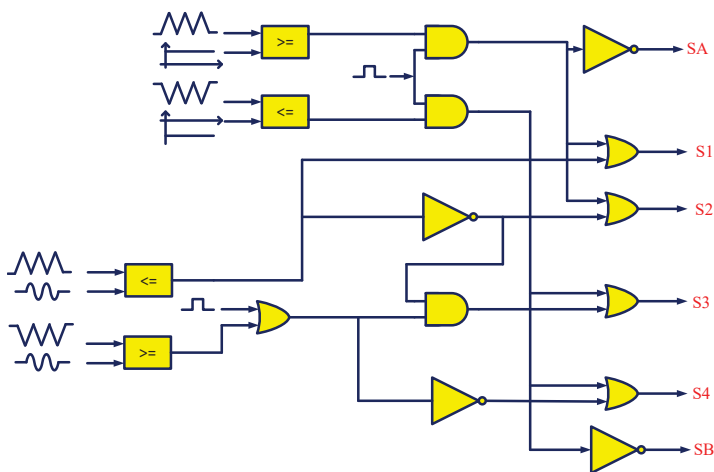 >=
SA
<=
S1
S2
<=
S3
>=
S4
SB